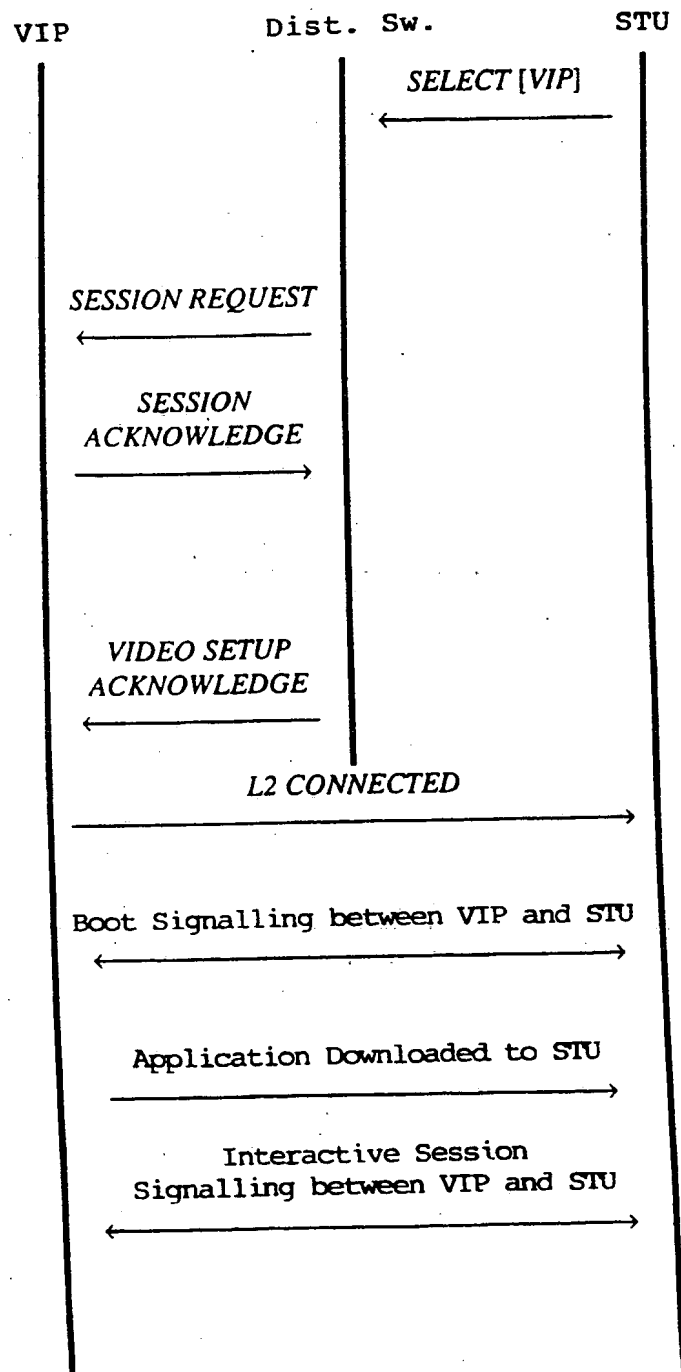 VIP Dist. Sw. STU
SELECT [VIP]
SESSION REQUEST
SESSION
ACKNOWLEDGE
VIDEO SETUP
ACKNOWLEDGE
L2 CONNECTED
Boot Signalling between VIP and STU
Application Downloaded to STU
Interactive Session
Signalling between VIP and STU